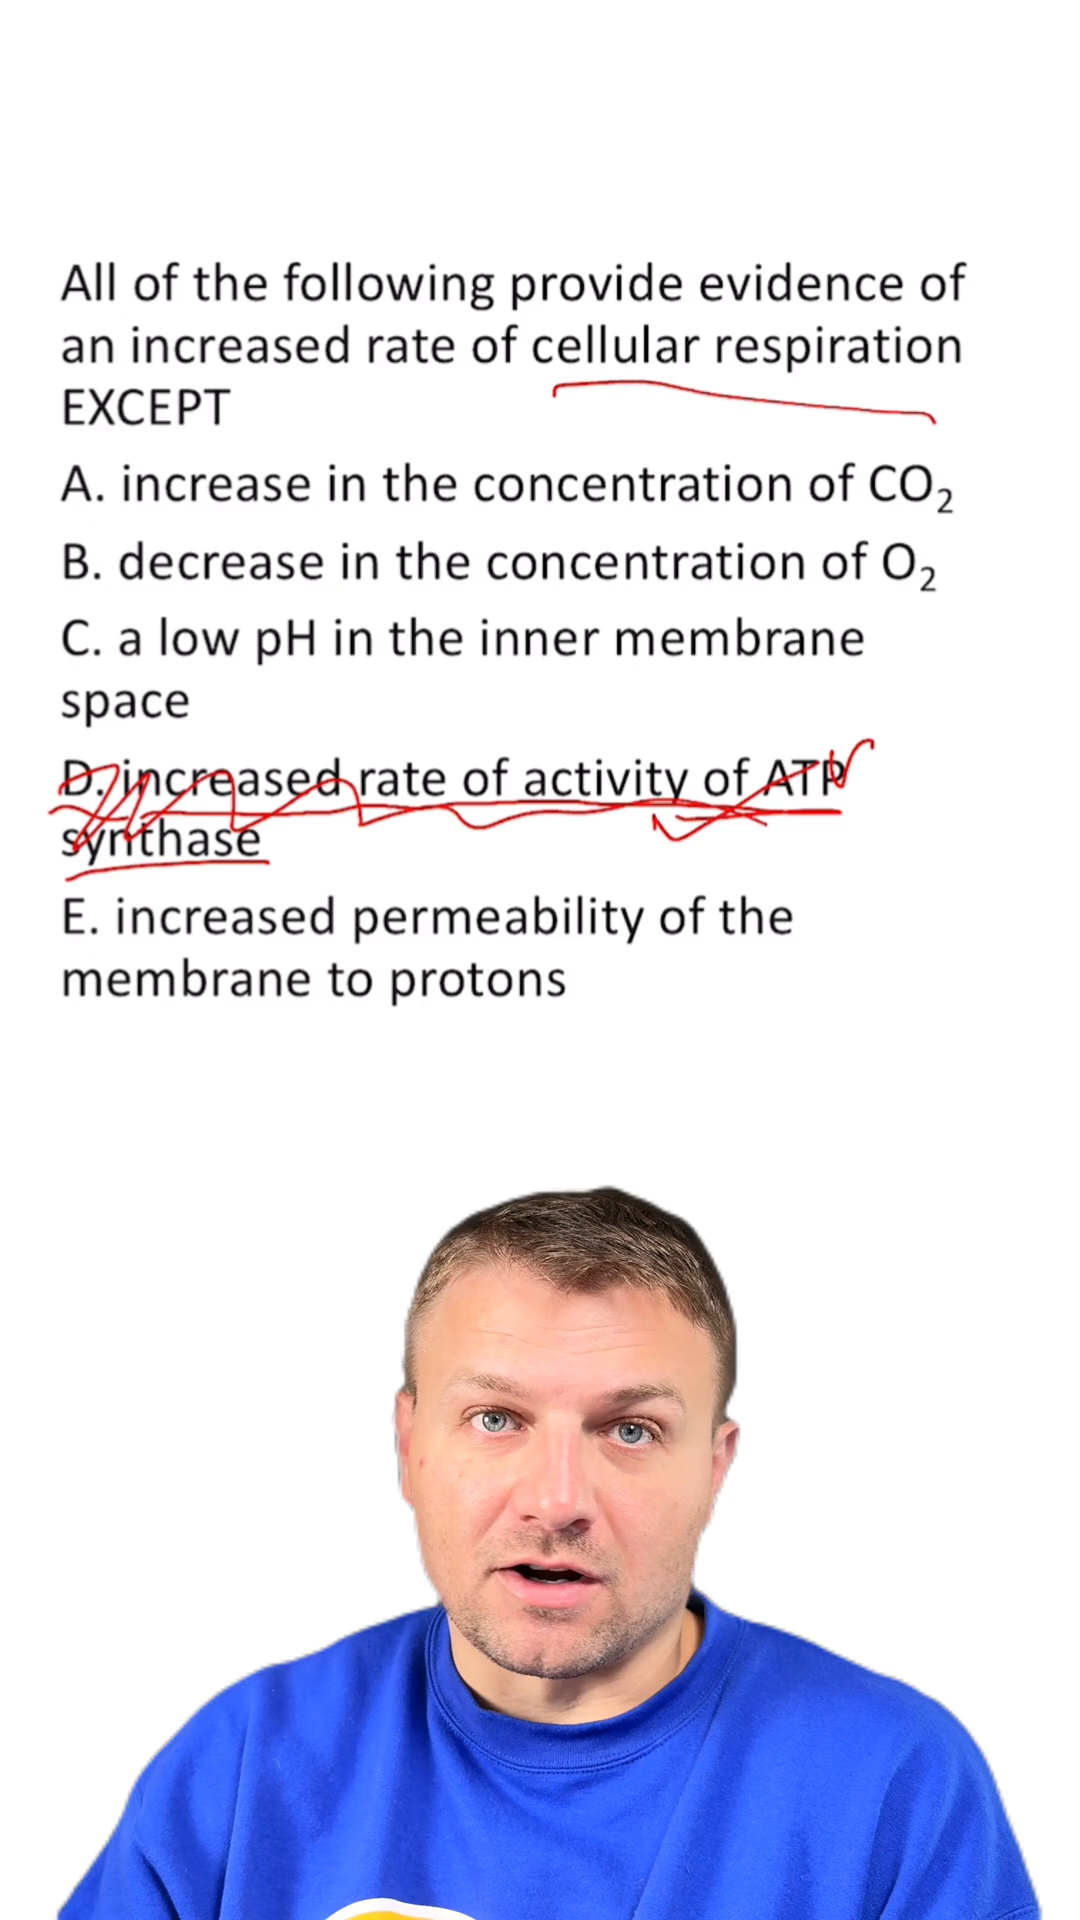 All of the following provide evidence of
an increased rate of cellular respiration
EXCEPT
A. increase in the concentration of CO₂
B. decrease in the concentration of O₂
C. a low pH in the inner membrane
space
D. increased rate of activity of ATP
synthase
E. increased permeability of the
membrane to protons